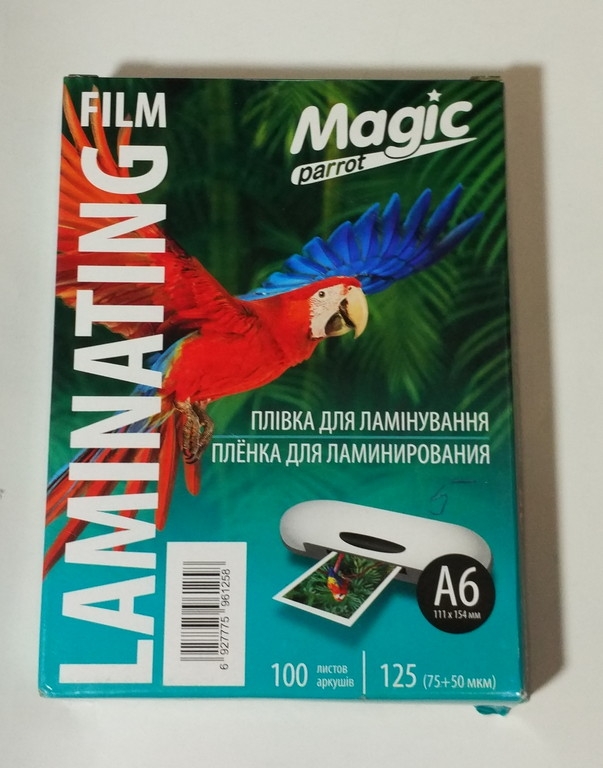 LAMINATING
FILM
Magic
parrot
ПЛІВКА ДЛЯ ЛАМІНУВАННЯ
ПЛЁНКА ДЛЯ ЛАМИНИРОВАНИЯ
A6
111 x 154 мм
6 927775 961258
100 листов
аркушів
125 (75+50 мкм)